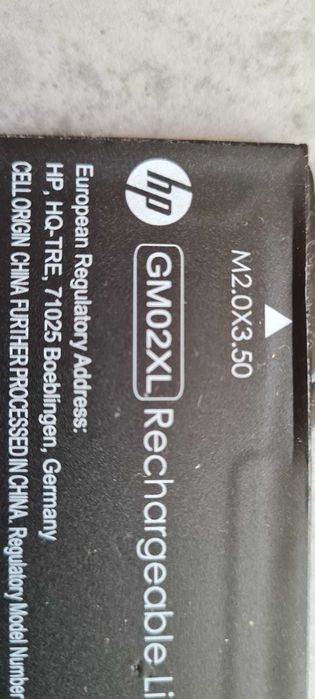 M2.0X3.50
hp GM02XL Rechargeable Li
European Regulatory Address:
HP, HQ-TRE, 71025 Boeblingen, Germany
CELL ORIGIN CHINA FURTHER PROCESSED IN CHINA. Regulatory Model Number